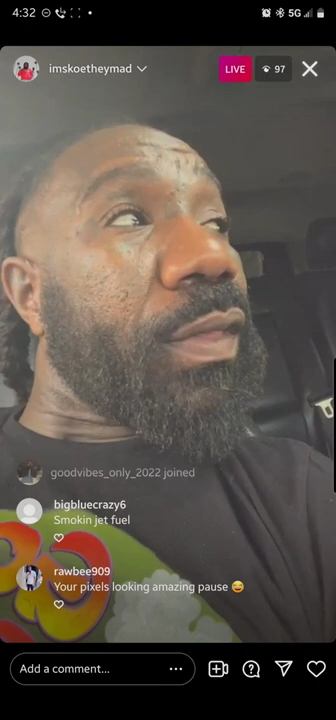 4:32
5G
imskoetheymad
LIVE
97
goodvibes_only_2022 joined
bigbluecrazy6
Smokin jet fuel
rawbee909
Your pixels looking amazing pause 😅
Add a comment...